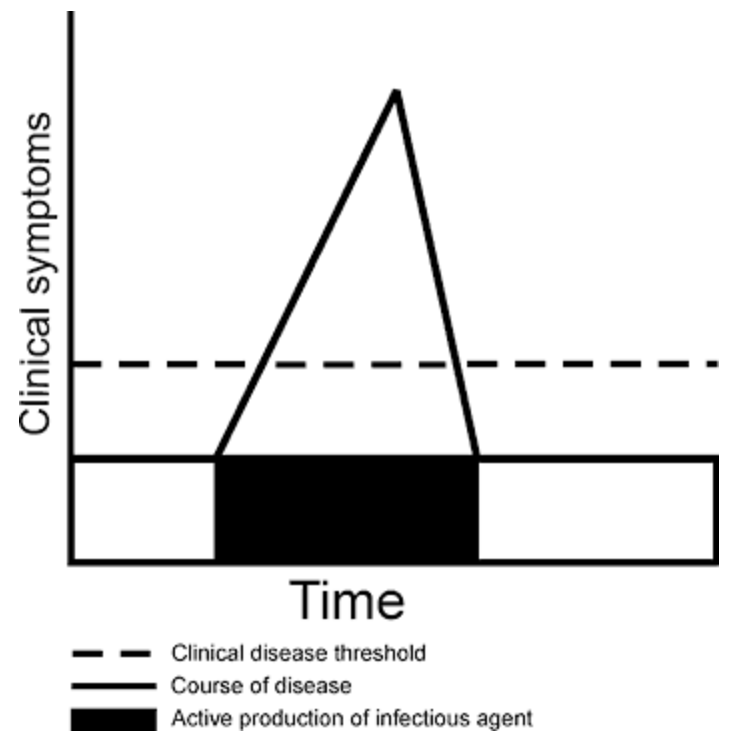 Clinical symptoms
Time
Clinical disease threshold
Course of disease
Active production of infectious agent